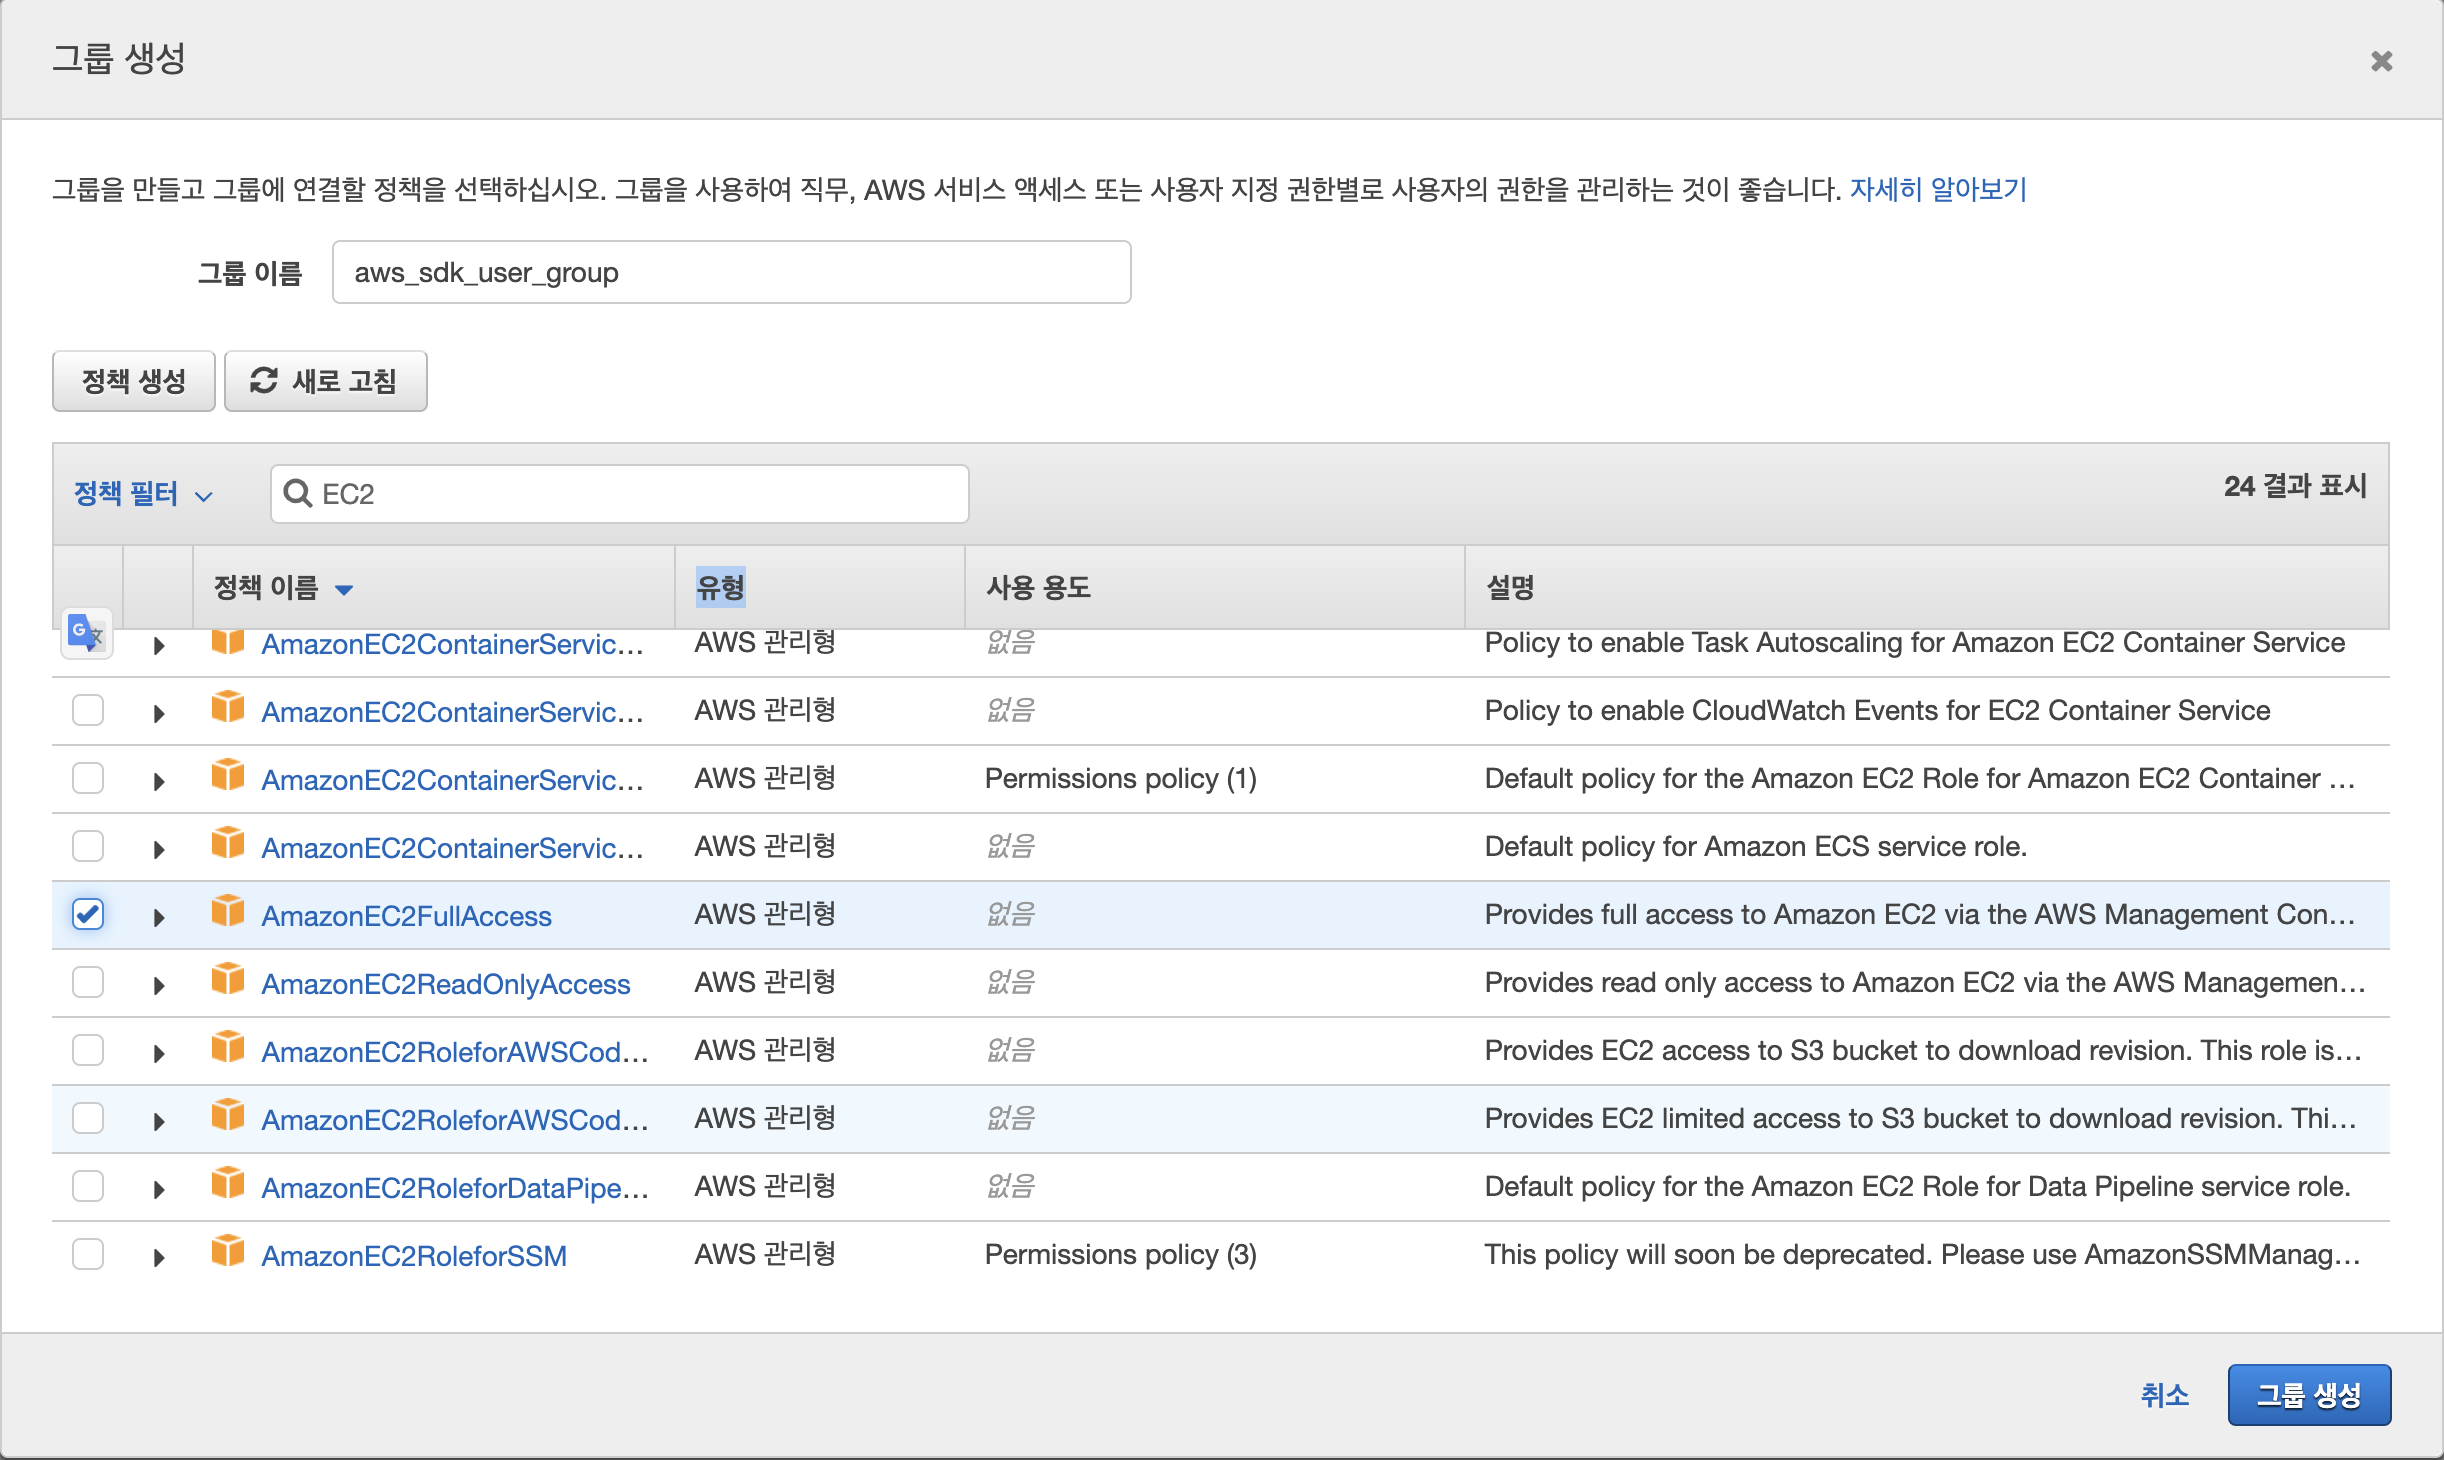 그룹 생성
그룹을 만들고 그룹에 연결할 정책을 선택하십시오. 그룹을 사용하여 직무, AWS 서비스 액세스 또는 사용자 지정 권한별로 사용자의 권한을 관리하는 것이 좋습니다. 자세히 알아보기
그룹 이름 aws_sdk_user_group
정책 생성 새로 고침
정책 필터 EC2 24 결과 표시
정책 이름 유형 사용 용도 설명
AmazonEC2ContainerServic... AWS 관리형 없음 Policy to enable Task Autoscaling for Amazon EC2 Container Service
AmazonEC2ContainerServic... AWS 관리형 없음 Policy to enable CloudWatch Events for EC2 Container Service
AmazonEC2ContainerServic... AWS 관리형 Permissions policy (1) Default policy for the Amazon EC2 Role for Amazon EC2 Container ...
AmazonEC2ContainerServic... AWS 관리형 없음 Default policy for Amazon ECS service role.
AmazonEC2FullAccess AWS 관리형 없음 Provides full access to Amazon EC2 via the AWS Management Con...
AmazonEC2ReadOnlyAccess AWS 관리형 없음 Provides read only access to Amazon EC2 via the AWS Managemen...
AmazonEC2RoleforAWSCod... AWS 관리형 없음 Provides EC2 access to S3 bucket to download revision. This role is...
AmazonEC2RoleforAWSCod... AWS 관리형 없음 Provides EC2 limited access to S3 bucket to download revision. Thi...
AmazonEC2RoleforDataPipe... AWS 관리형 없음 Default policy for the Amazon EC2 Role for Data Pipeline service role.
AmazonEC2RoleforSSM AWS 관리형 Permissions policy (3) This policy will soon be deprecated. Please use AmazonSSMManag...
취소 그룹 생성